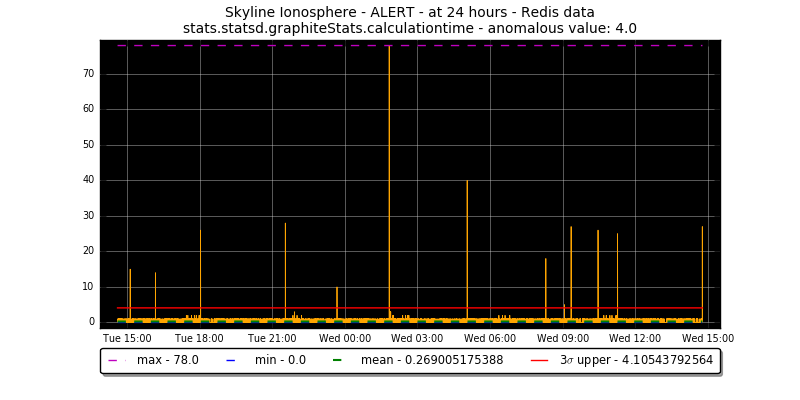 Skyline Ionosphere - ALERT - at 24 hours - Redis data
stats.statsd.graphiteStats.calculationtime - anomalous value: 4.0
70
60
50
40
30
20
10
0
Tue 15:00 Tue 18:00 Tue 21:00 Wed 00:00 Wed 03:00 Wed 06:00 Wed 09:00 Wed 12:00 Wed 15:00
max - 78.0 min - 0.0 mean - 0.269005175388 3σ upper - 4.10543792564